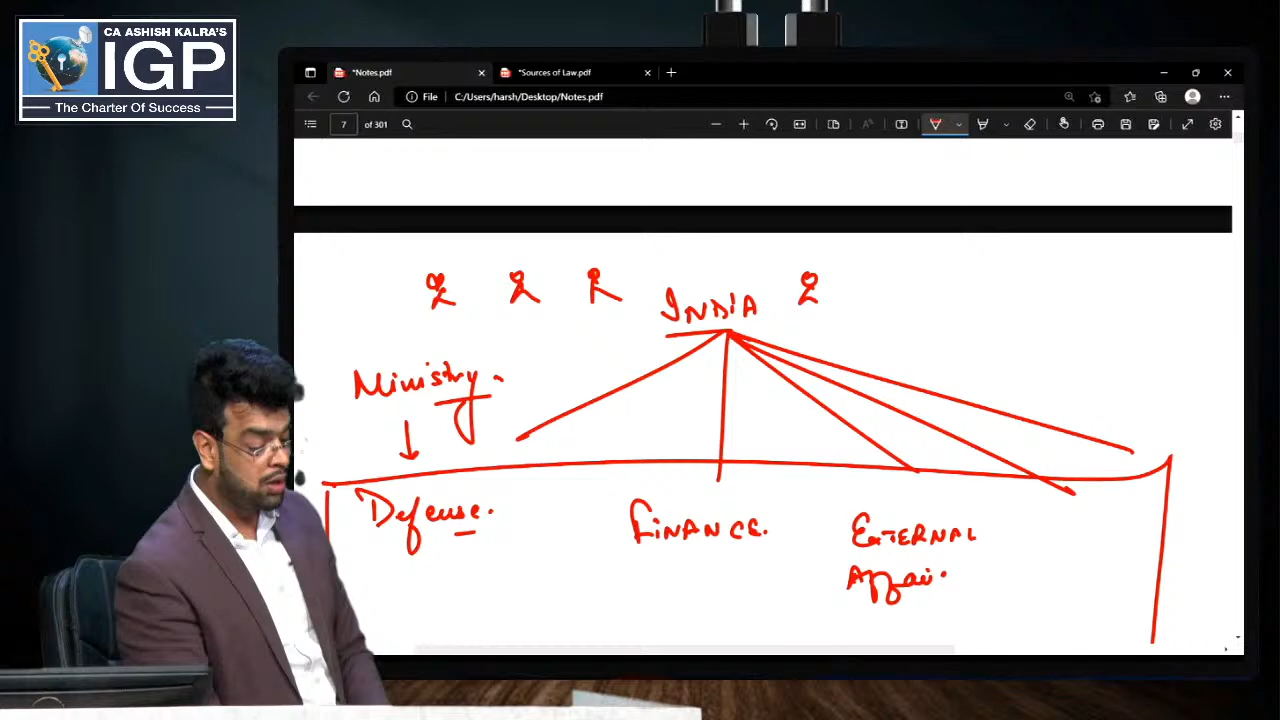 CA ASHISH KALRA'S
IGP
The Charter Of Success
*Notes.pdf
*Sources of Law.pdf
File
C:/Users/harsh/Desktop/Notes.pdf
7 of 301
INDIA
Ministry.
Defense.
FINANCE.
EXTERNAL
Affai.